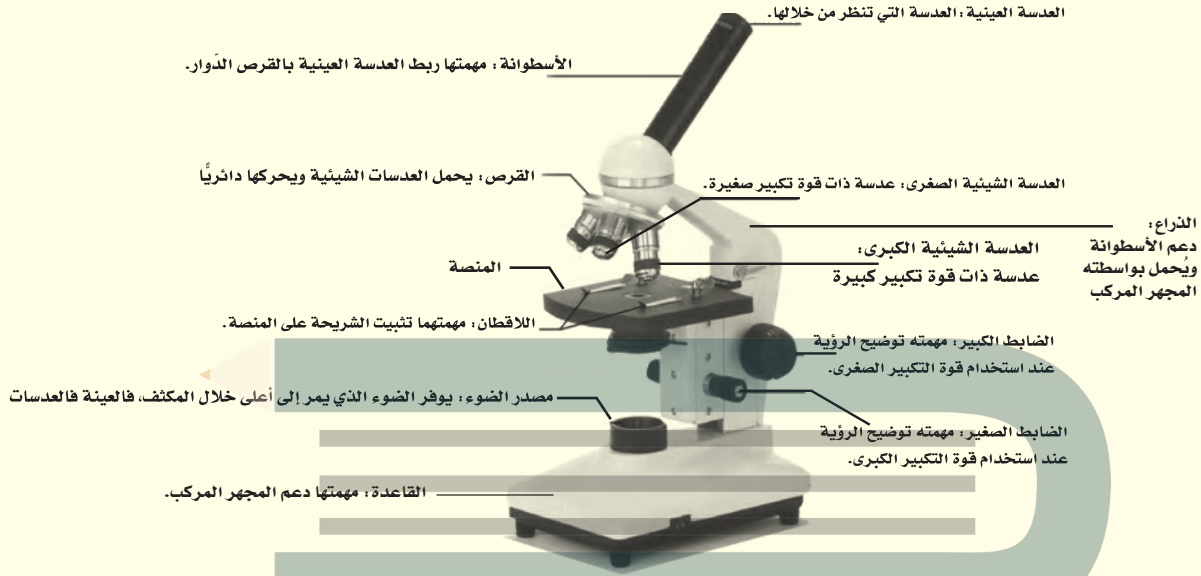 العدسة العينية: العدسة التي تنظر من خلالها.
الأسطوانة: مهمتها ربط العدسة العينية بالقرص الدّوار.
العدسة الشيئية الصغرى: عدسة ذات قوة تكبير صغيرة.
القرص: يحمل العدسات الشيئية ويحركها دائريًّا
الذراع:
دعم الأسطوانة
ويُحمل بواسطته
المجهر المركب
العدسة الشيئية الكبرى:
عدسة ذات قوة تكبير كبيرة
المنصة
اللاقطان: مهمتهما تثبيت الشريحة على المنصة.
الضابط الكبير: مهمته توضيح الرؤية
عند استخدام قوة التكبير الصغرى.
مصدر الضوء: يوفر الضوء الذي يمر إلى أعلى خلال المكثف، فالعينة فالعدسات
الضابط الصغير: مهمته توضيح الرؤية
عند استخدام قوة التكبير الكبرى.
القاعدة: مهمتها دعم المجهر المركب.